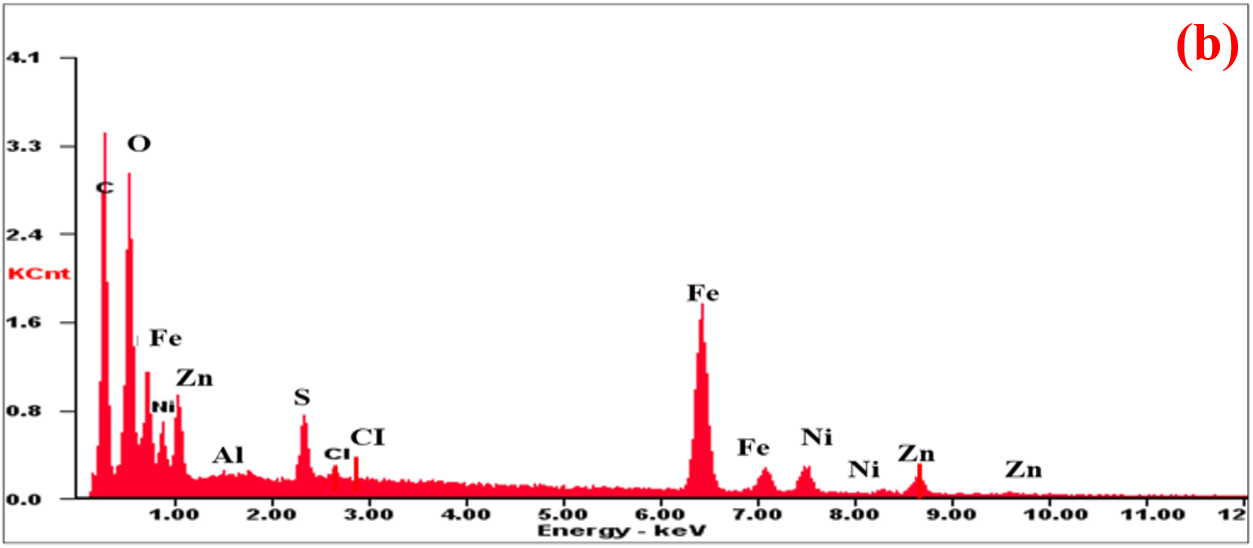 (b)
4.1
3.3
O
C
2.4
KCnt
Fe
1.6
Fe
Zn
S
Ni
0.8
Cl
CI
Ni
Fe
Al
Zn
Ni
Zn
0.0
1.00 2.00 3.00 4.00 5.00 6.00 7.00 8.00 9.00 10.00 11.00 12
Energy - keV